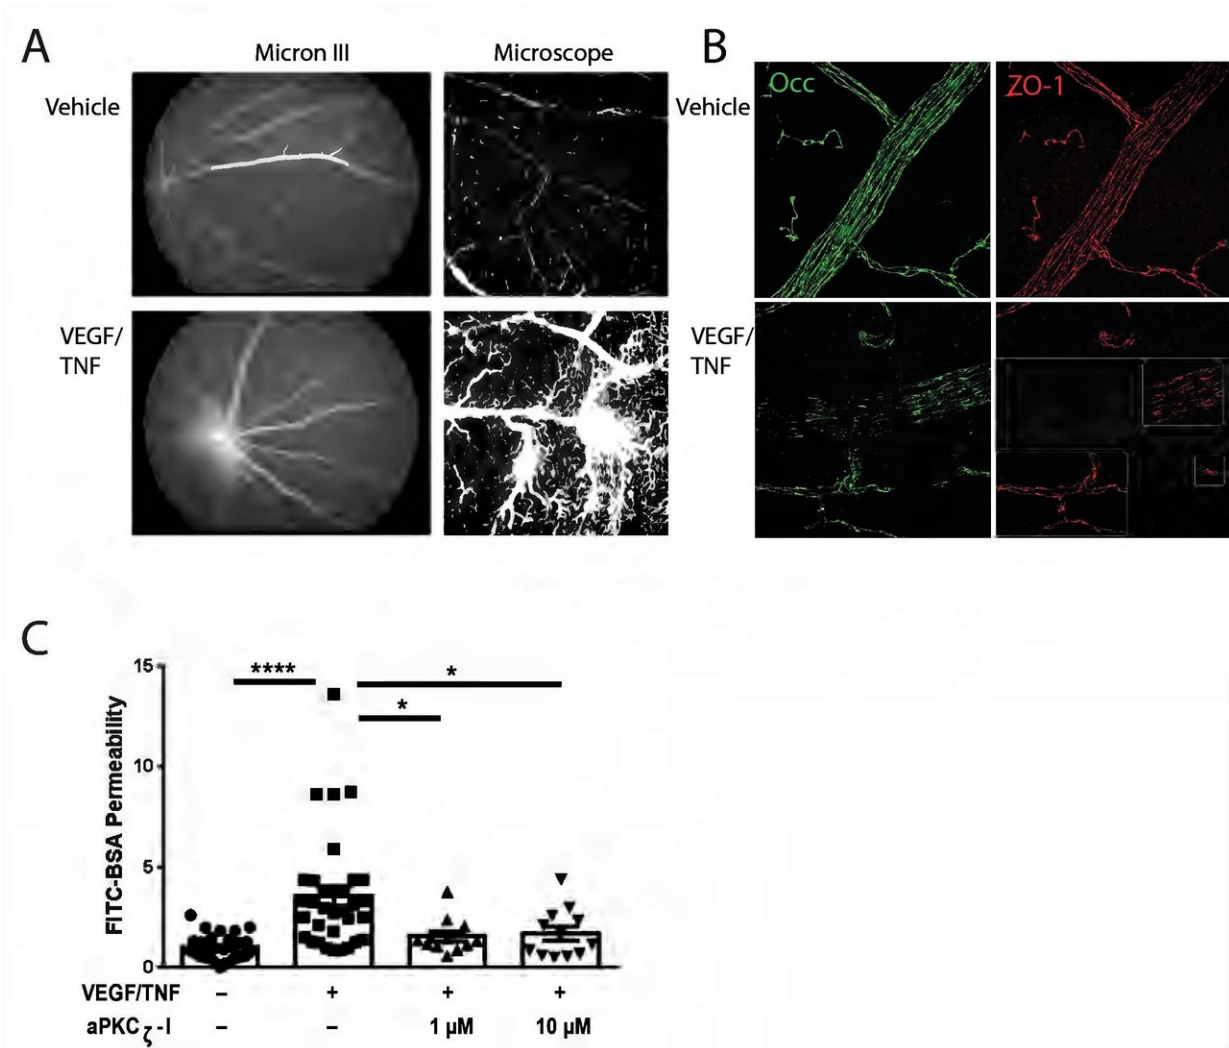 A
Micron III
Microscope
Vehicle
VEGF/
TNF
B
Occ
ZO-1
Vehicle
VEGF/
TNF
C
****
*
*
15
10
5
0
FITC-BSA Permeability
VEGF/TNF – + + +
aPKCζ-I – – 1 μM 10 μM